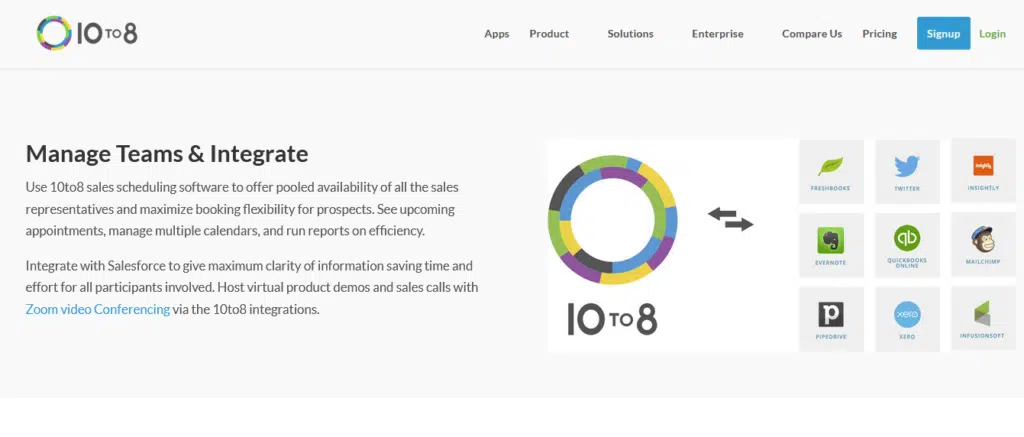 10 TO 8
Apps
Product
Solutions
Enterprise
Compare Us
Pricing
Signup
Login
Manage Teams & Integrate
Use 10to8 sales scheduling software to offer pooled availability of all the sales
representatives and maximize booking flexibility for prospects. See upcoming
appointments, manage multiple calendars, and run reports on efficiency.
Integrate with Salesforce to give maximum clarity of information saving time and
effort for all participants involved. Host virtual product demos and sales calls with
Zoom video Conferencing via the 10to8 integrations.
10 TO 8
FRESHBOOKS
TWITTER
insightly
INSIGHTLY
EVERNOTE
qb
QUICKBOOKS
ONLINE
MAILCHIMP
p
PIPEDRIVE
xero
XERO
INFUSIONSOFT